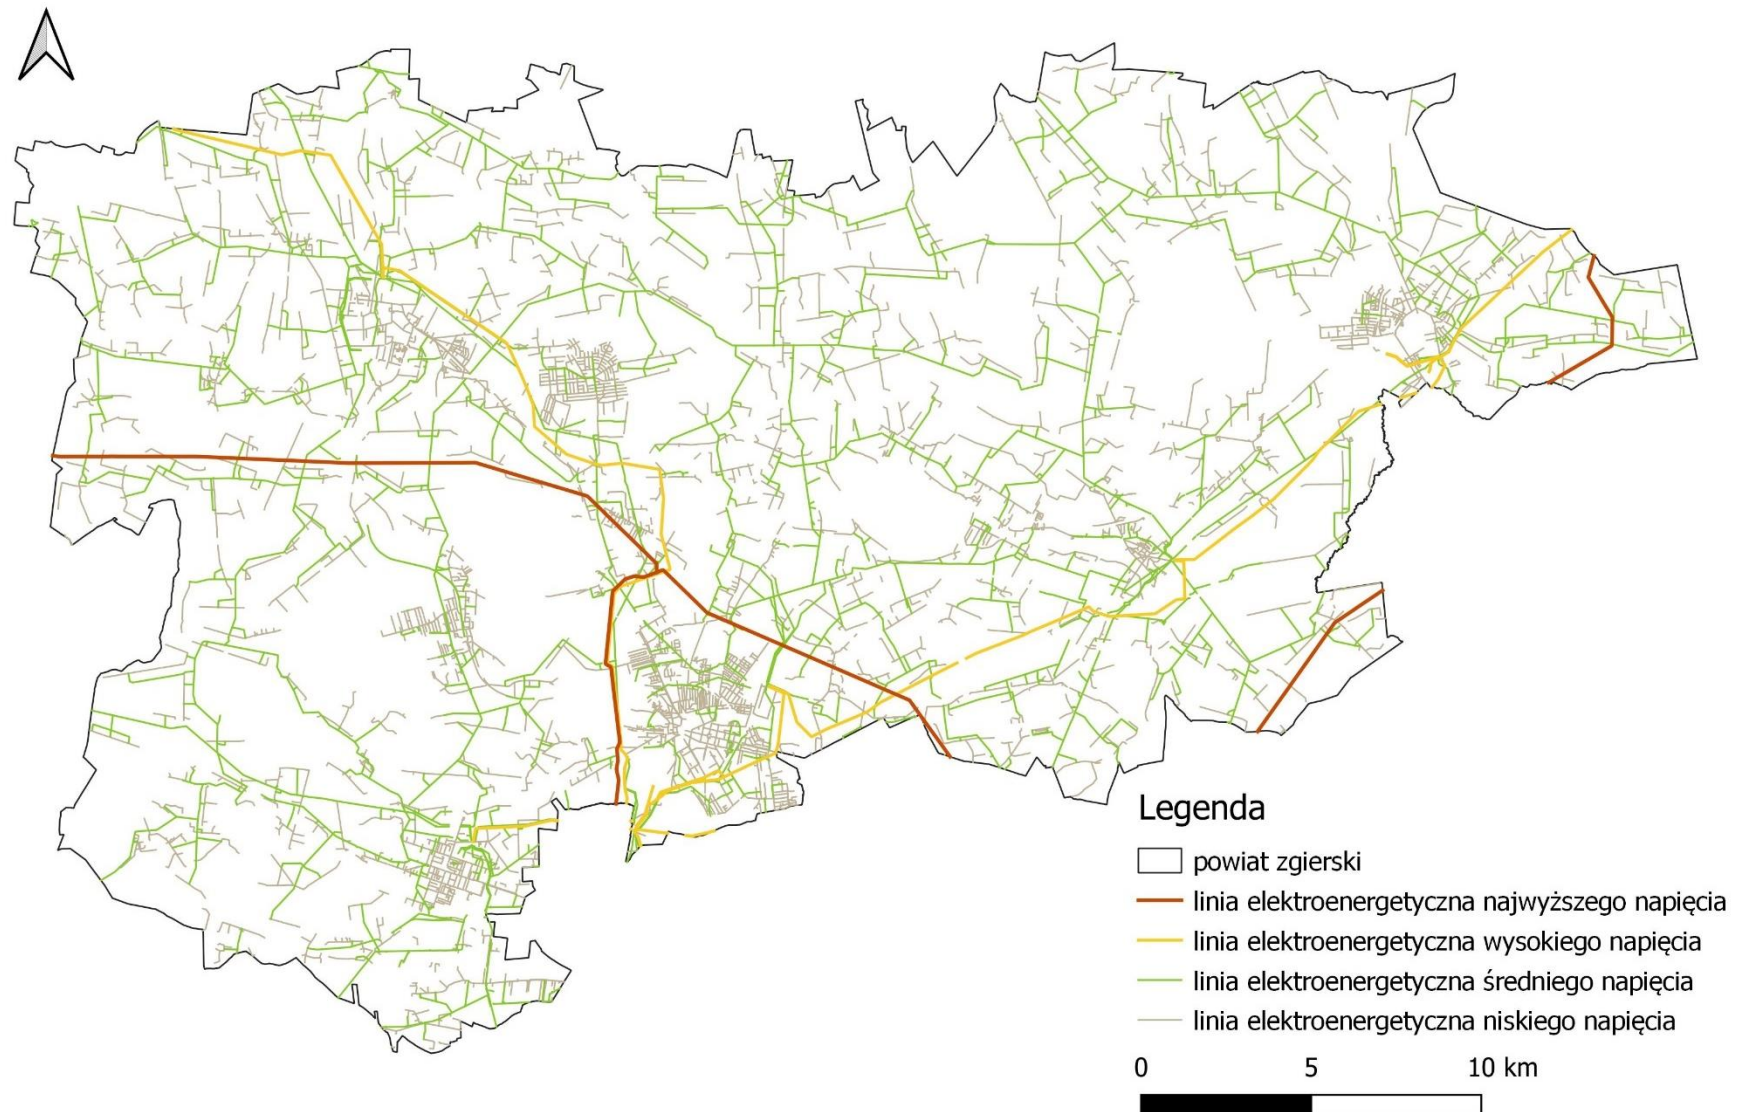 Legenda
powiat zgierski
linia elektroenergetyczna najwyższego napięcia
linia elektroenergetyczna wysokiego napięcia
linia elektroenergetyczna średniego napięcia
linia elektroenergetyczna niskiego napięcia
0 5 10 km